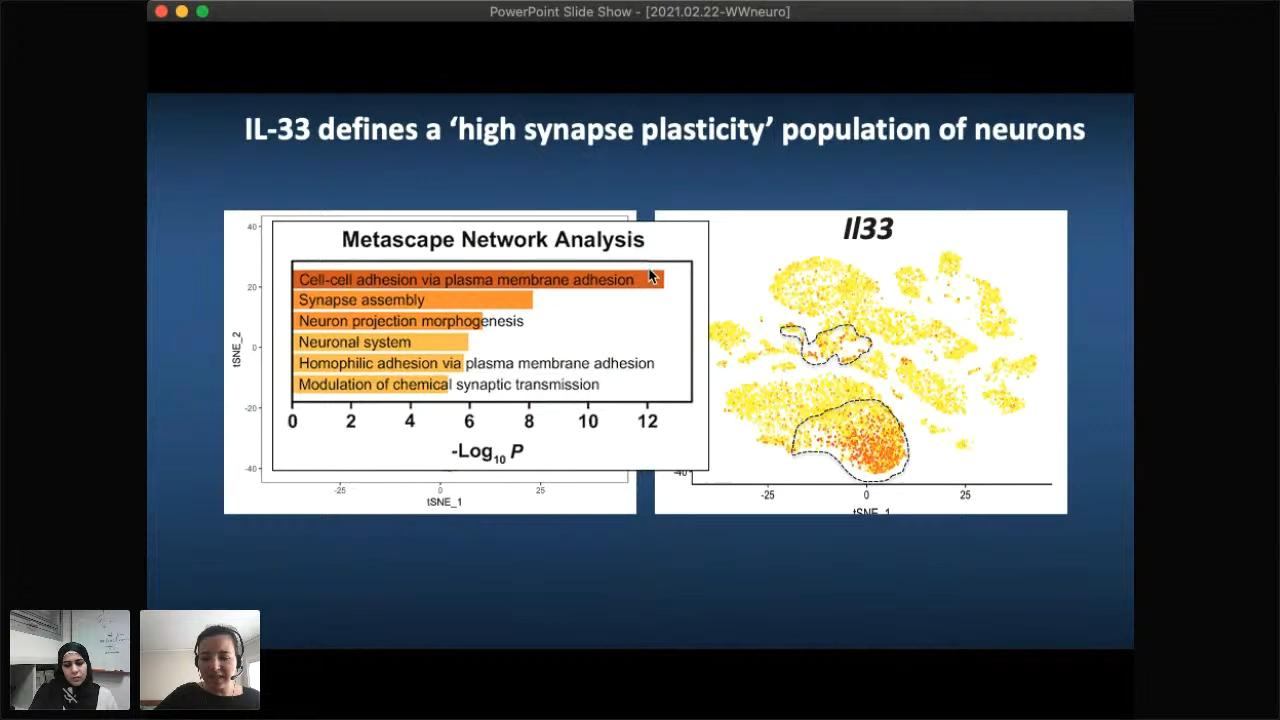 PowerPoint Slide Show - [2021.02.22-WWneuro]
IL-33 defines a ‘high synapse plasticity’ population of neurons
Metascape Network Analysis
Cell-cell adhesion via plasma membrane adhesion
Synapse assembly
Neuron projection morphogenesis
Neuronal system
Homophilic adhesion via plasma membrane adhesion
Modulation of chemical synaptic transmission
0 2 4 6 8 10 12
-Log10 P
40
20
0
-20
-40
tSNE_2
-25 0 25
tSNE_1
Il33
-40
-25 0 25
tSNE_1